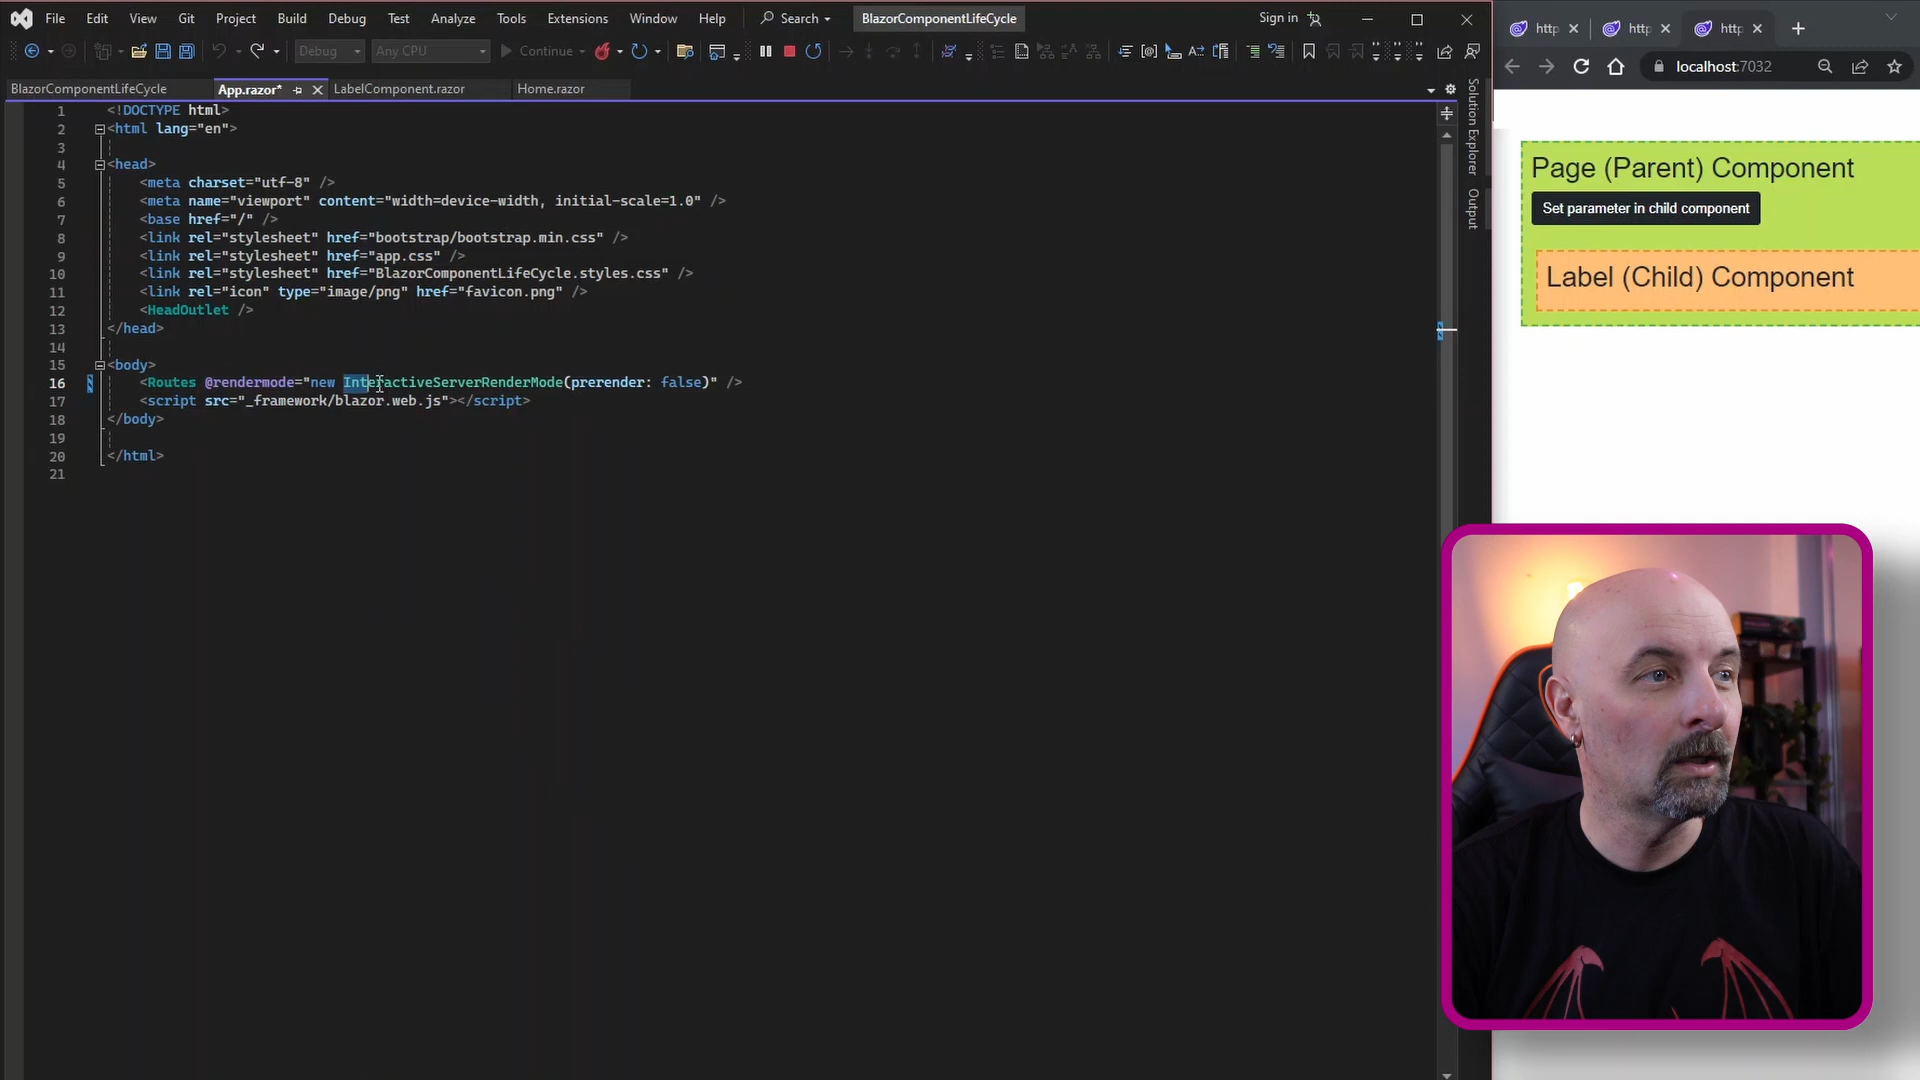 File Edit View Git Project Build Debug Test Analyze Tools Extensions Window Help Search BlazorComponentLifeCycle Sign in
Debug Any CPU Continue
BlazorComponentLifeCycle App.razor* LabelComponent.razor Home.razor
1 <!DOCTYPE html>
2 <html lang="en">
3
4 <head>
5 <meta charset="utf-8" />
6 <meta name="viewport" content="width=device-width, initial-scale=1.0" />
7 <base href="/" />
8 <link rel="stylesheet" href="bootstrap/bootstrap.min.css" />
9 <link rel="stylesheet" href="app.css" />
10 <link rel="stylesheet" href="BlazorComponentLifeCycle.styles.css" />
11 <link rel="icon" type="image/png" href="favicon.png" />
12 <HeadOutlet />
13 </head>
14
15 <body>
16 <Routes @rendermode="new InteractiveServerRenderMode(prerender: false)" />
17 <script src="_framework/blazor.web.js"></script>
18 </body>
19
20 </html>
21
Solution Explorer
Output
http http http
localhost:7032
Page (Parent) Component
Set parameter in child component
Label (Child) Component